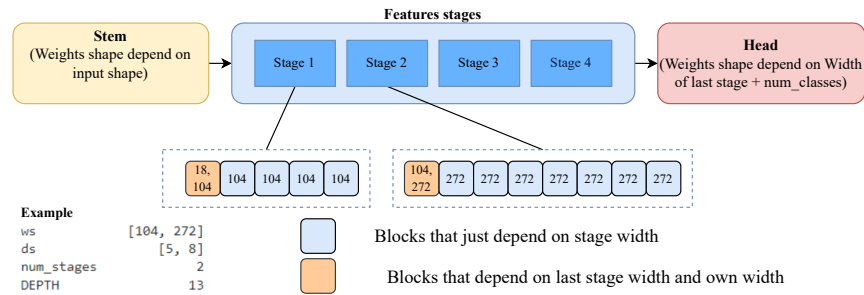 Features stages
Stem
(Weights shape depend on
input shape)
Stage 1
Stage 2
Stage 3
Stage 4
Head
(Weights shape depend on Width
of last stage + num_classes)
18,
104
104
104
104
104
104,
272
272
272
272
272
272
272
272
Example
ws [104, 272]
ds [5, 8]
num_stages 2
DEPTH 13
Blocks that just depend on stage width
Blocks that depend on last stage width and own width